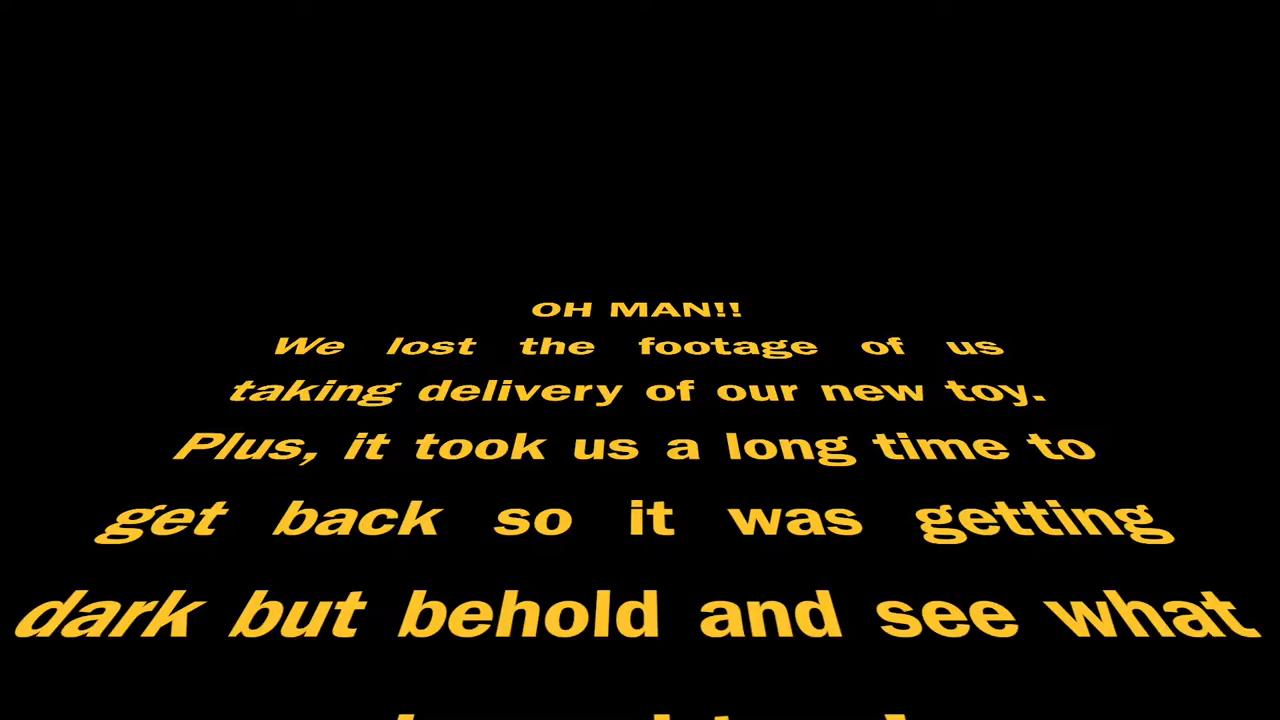 OH MAN!!
We lost the footage of us
taking delivery of our new toy.
Plus, it took us a long time to
get back so it was getting
dark but behold and see what